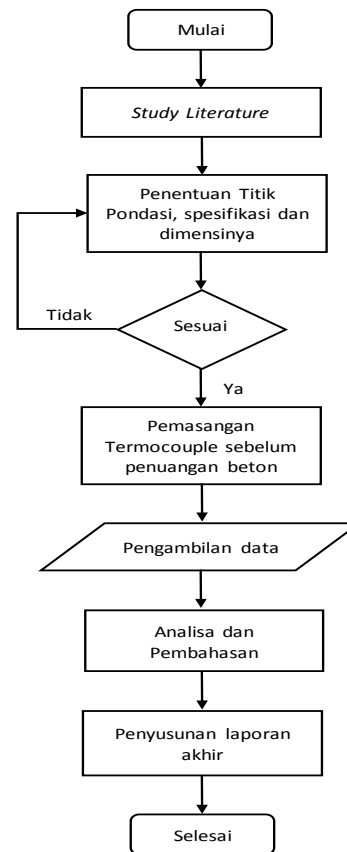 Mulai
Study Literature
Penentuan Titik
Pondasi, spesifikasi dan
dimensinya
Tidak
Sesuai
Ya
Pemasangan
Termocouple sebelum
penuangan beton
Pengambilan data
Analisa dan
Pembahasan
Penyusunan laporan
akhir
Selesai